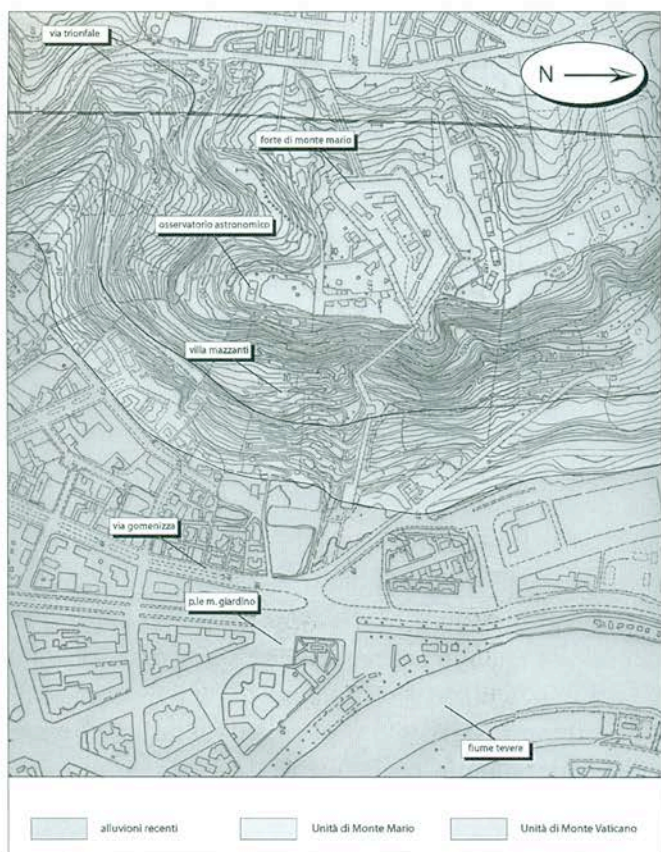 via trionfale
N
forte di monte mario
osservatorio astronomico
villa mazzanti
via gomenizza
p.le m. giardino
fiume tevere
alluvioni recenti
Unità di Monte Mario
Unità di Monte Vaticano